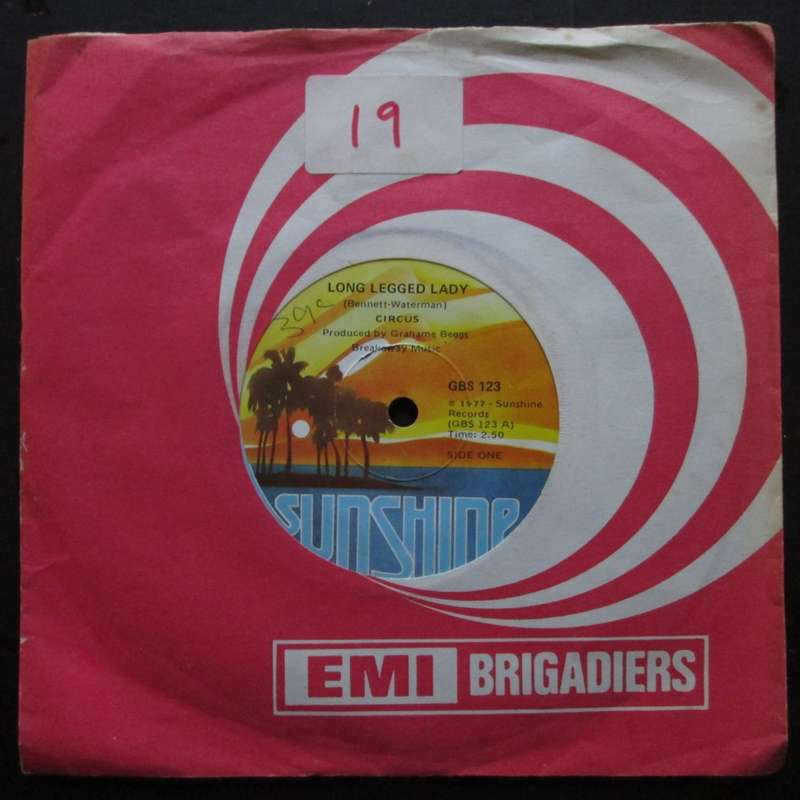 19
LONG LEGGED LADY
(Bennett-Waterman)
CIRCUS
Produced by Grahame Beggs
Breakaway Music
39c
GBS 123
℗ 1977 - Sunshine
Records
(GBS 123 A)
Time: 2.50
SIDE ONE
SUNSHINE
EMI BRIGADIERS